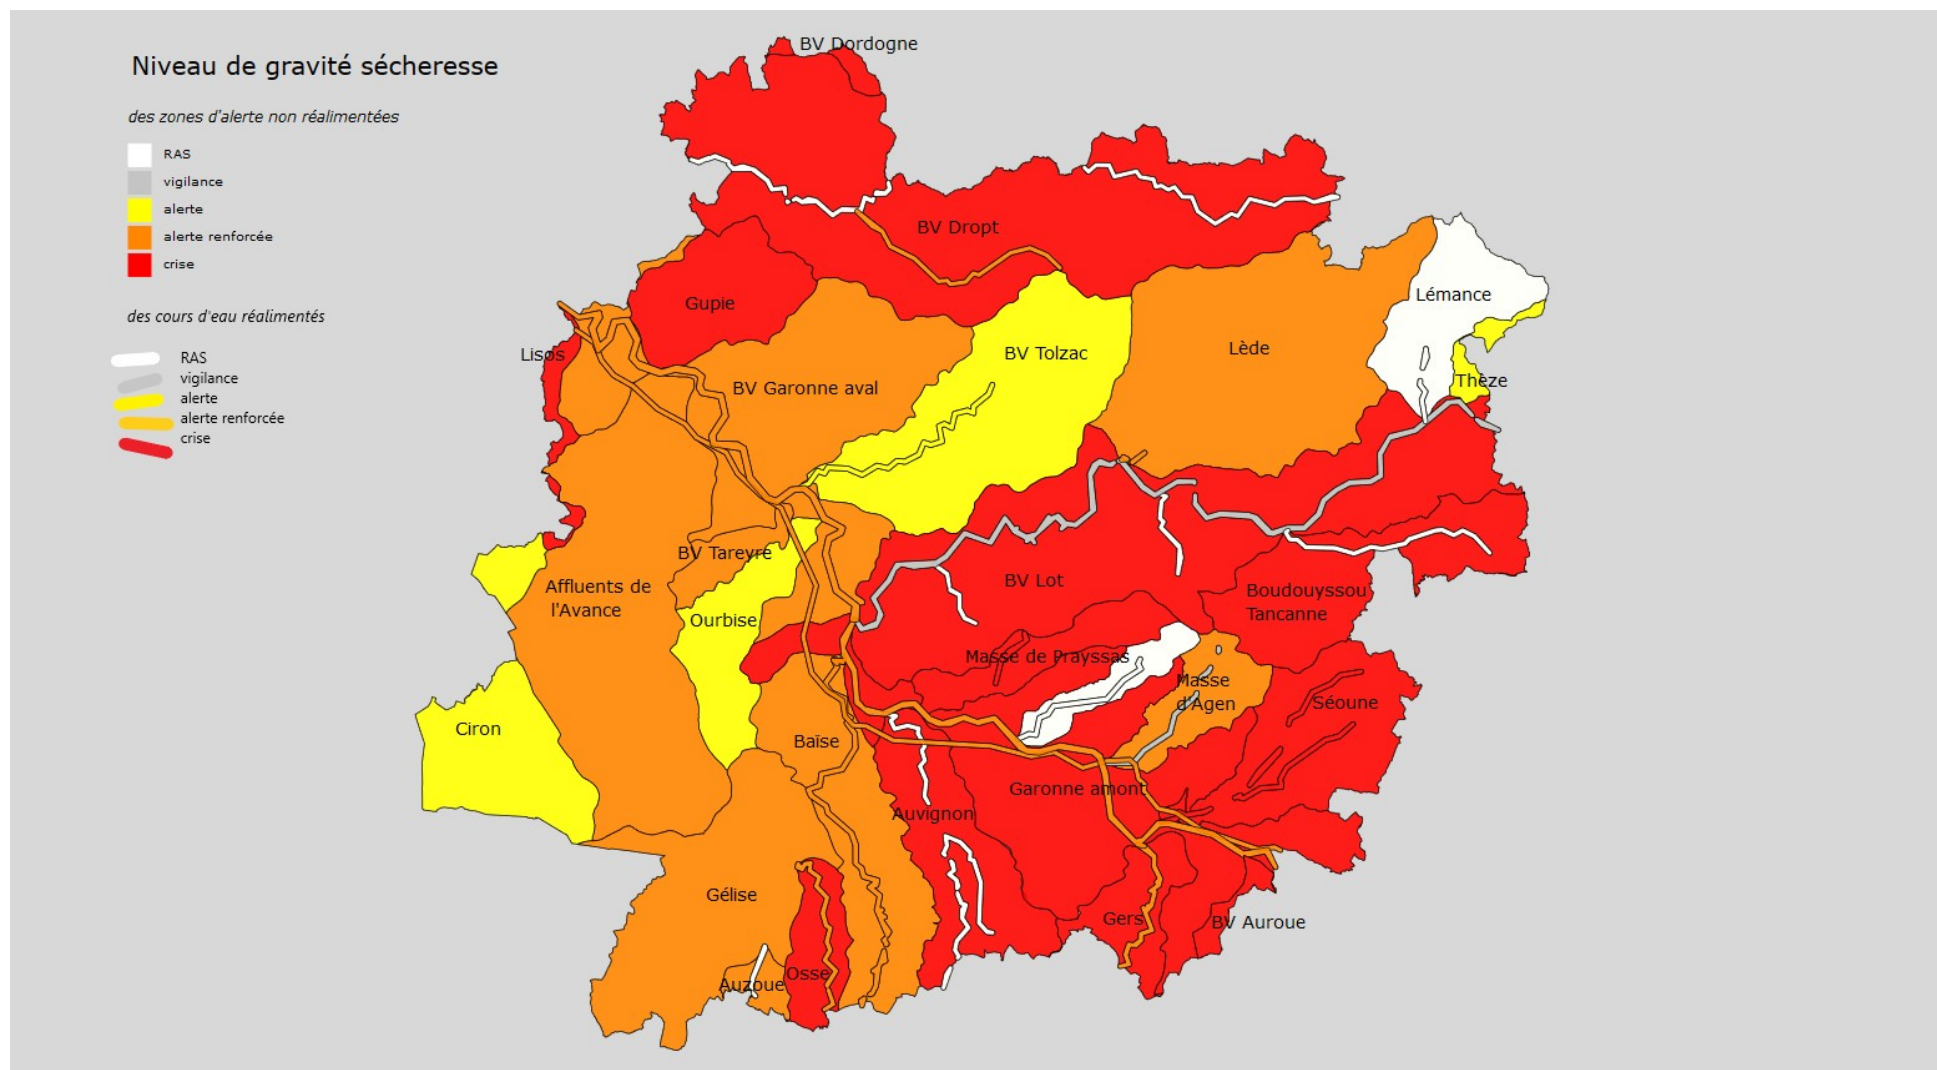 Niveau de gravité sécheresse
des zones d'alerte non réalimentées
RAS
vigilance
alerte
alerte renforcée
crise
des cours d'eau réalimentés
RAS
vigilance
alerte
alerte renforcée
crise
BV Dordogne
BV Dropt
Gupie
Lémance
Lisos
BV Tolzac
Lède
Thèze
BV Garonne aval
BV Tareyre
Affluents de
l'Avance
BV Lot
Boudouyssou
Tancanne
Ourbise
Masse de Prayssas
Masse
d'Agen
Séoune
Ciron
Baïse
Garonne amont
Auvignon
Gélise
Gers
BV Auroue
Osse
Auzoue